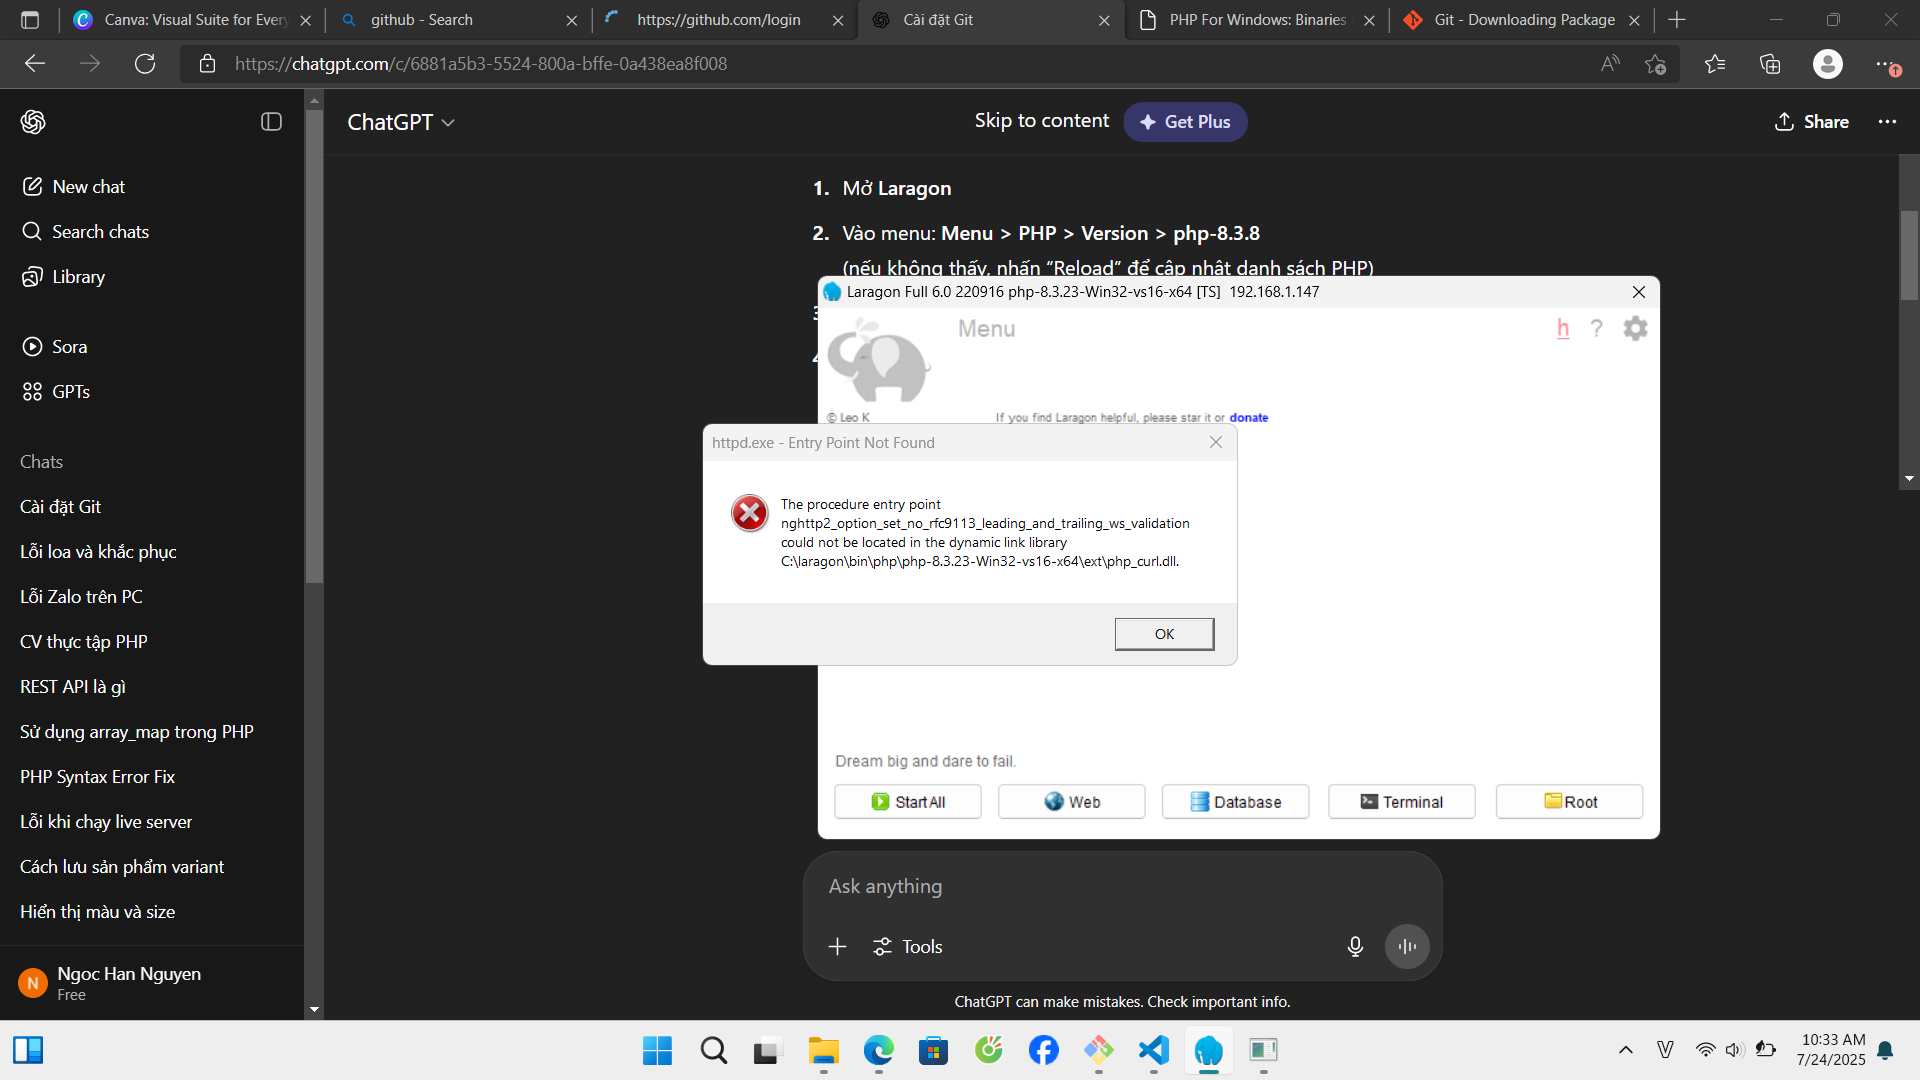 Canva: Visual Suite for Every
github - Search
https://github.com/login
Cài đặt Git
PHP For Windows: Binaries
Git - Downloading Package
https://chatgpt.com/c/6881a5b3-5524-800a-bffe-0a438ea8f008
ChatGPT
Skip to content
Get Plus
Share
New chat
Search chats
Library
Sora
GPTs
Chats
Cài đặt Git
Lỗi loa và khắc phục
Lỗi Zalo trên PC
CV thực tập PHP
REST API là gì
Sử dụng array_map trong PHP
PHP Syntax Error Fix
Lỗi khi chạy live server
Cách lưu sản phẩm variant
Hiển thị màu và size
N
Ngoc Han Nguyen
Free
1. Mở Laragon
2. Vào menu: Menu > PHP > Version > php-8.3.8
(nếu không thấy, nhấn “Reload” để cập nhật danh sách PHP)
Laragon Full 6.0 220916 php-8.3.23-Win32-vs16-x64 [TS] 192.168.1.147
Menu
h ?
© Leo K
If you find Laragon helpful, please star it or donate
httpd.exe - Entry Point Not Found
The procedure entry point
nghttp2_option_set_no_rfc9113_leading_and_trailing_ws_validation
could not be located in the dynamic link library
C:\laragon\bin\php\php-8.3.23-Win32-vs16-x64\ext\php_curl.dll.
OK
Dream big and dare to fail.
Start All
Web
Database
Terminal
Root
Ask anything
Tools
ChatGPT can make mistakes. Check important info.
V
10:33 AM
7/24/2025